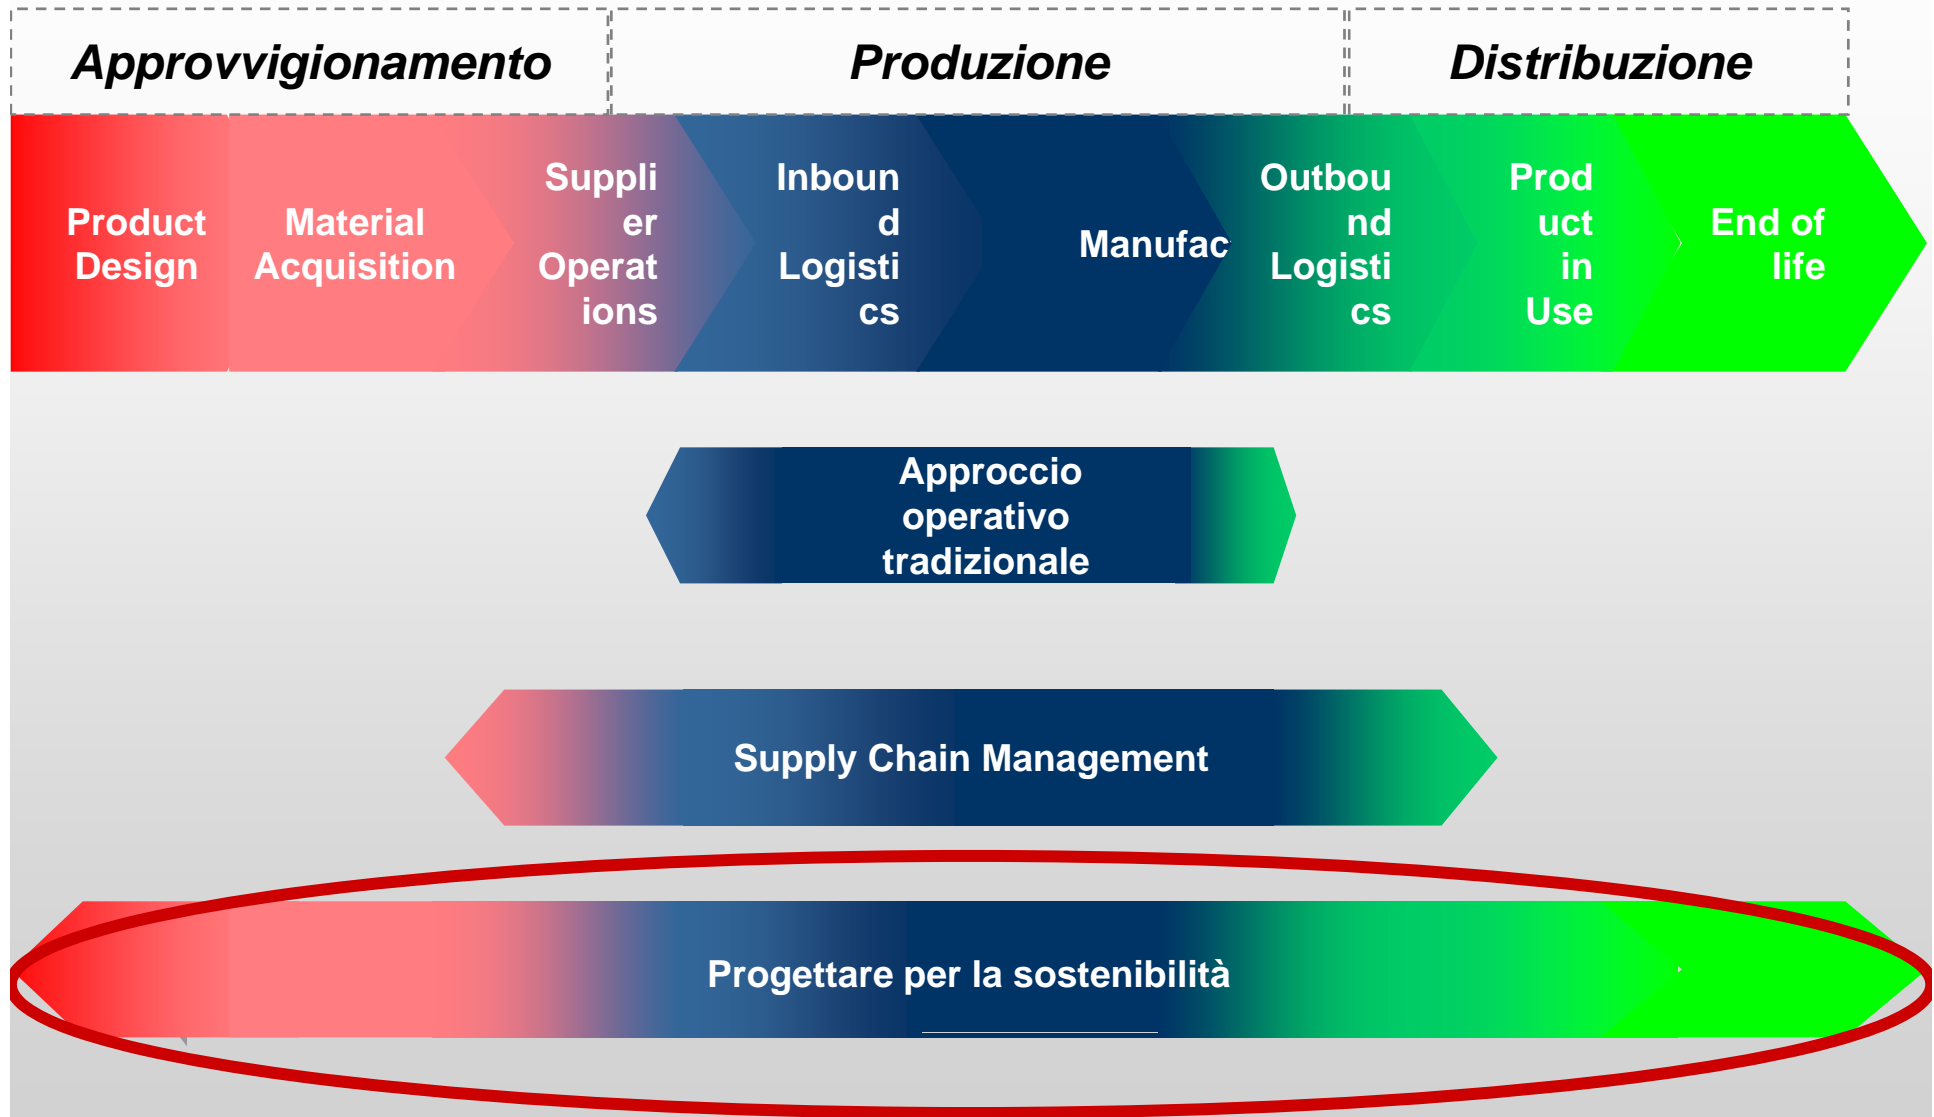 Approvvigionamento
Produzione
Distribuzione
Product
Design
Material
Acquisition
Suppli
er
Operat
ions
Inboun
d
Logisti
cs
Manufac
Outbou
nd
Logisti
cs
Prod
uct
in
Use
End of
life
Approccio
operativo
tradizionale
Supply Chain Management
Progettare per la sostenibilità